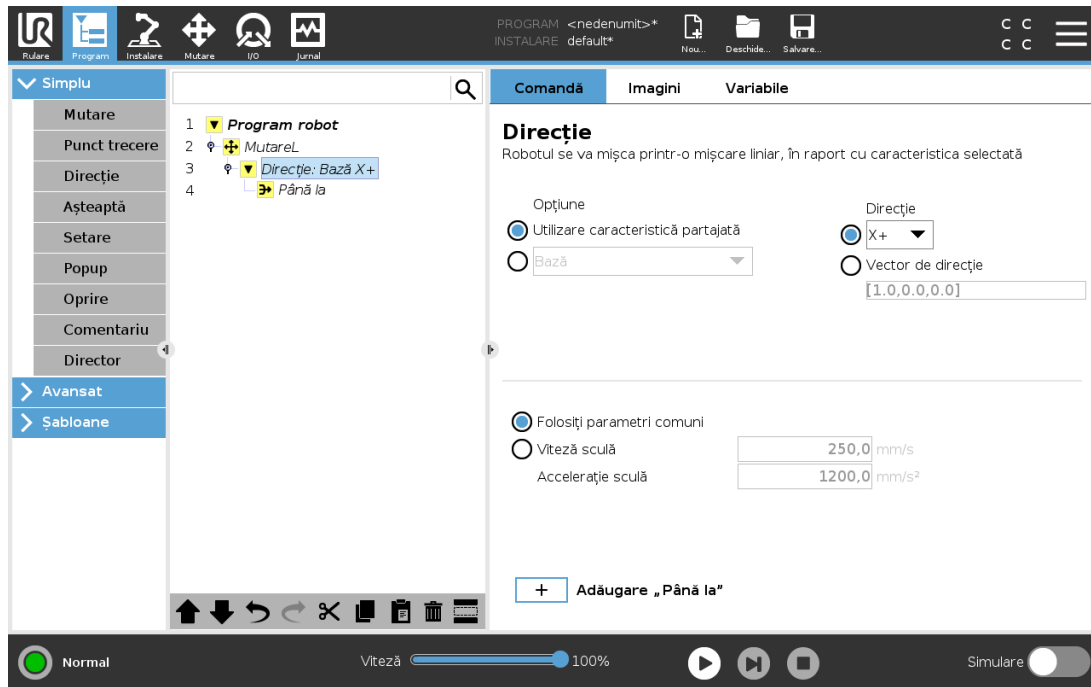 PROGRAM <nedenumit>*
INSTALARE default*
Rulare Program Instalare Mutare I/O Jurnal Nou... Deschide... Salvare...
C C
C C
Simplu
Mutare
Punct trecere
Direcție
Așteaptă
Setare
Popup
Oprire
Comentariu
Director
Avansat
Șabloane
1 Program robot
2 MutareL
3 Direcție: Bază X+
4 Până la
Comandă Imagini Variabile
Direcție
Robotul se va mișca printr-o mișcare liniar, în raport cu caracteristica selectată
Opțiune
Utilizare caracteristică partajată
Bază
Direcție
X+
Vector de direcție
[1.0,0.0,0.0]
Folosiți parametri comuni
Viteză sculă 250,0 mm/s
Accelerație sculă 1200,0 mm/s²
+ Adăugare „Până la”
Normal Viteză 100% Simulare